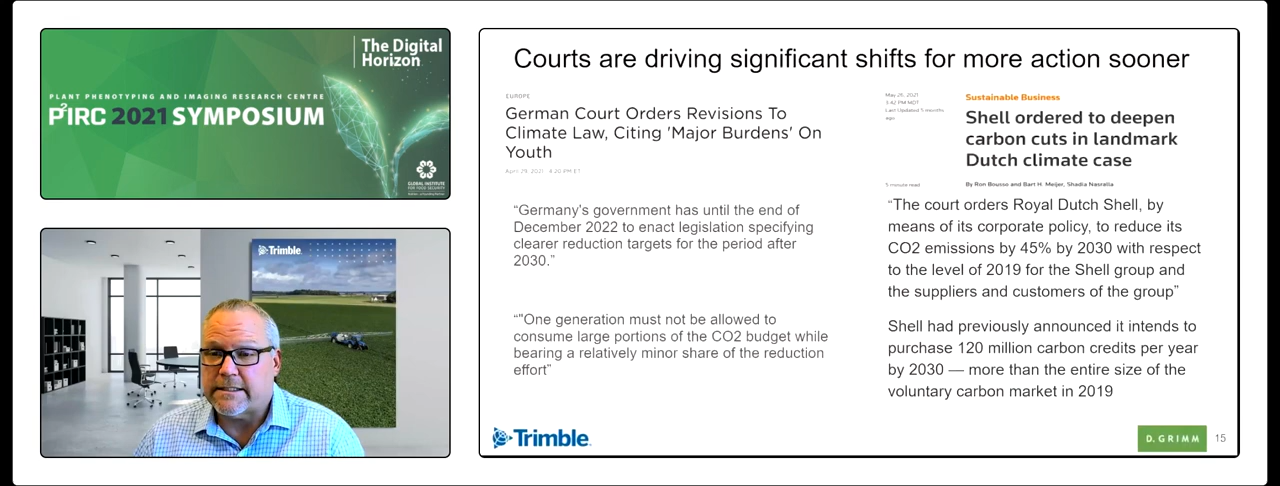 The Digital
Horizon
PLANT PHENOTYPING AND IMAGING RESEARCH CENTRE
P²IRC 2021 SYMPOSIUM
GLOBAL INSTITUTE
FOR FOOD SECURITY
Trimble
Courts are driving significant shifts for more action sooner
EUROPE
German Court Orders Revisions To
Climate Law, Citing 'Major Burdens' On
Youth
April 29, 2021 4:20 PM ET
“Germany's government has until the end of
December 2022 to enact legislation specifying
clearer reduction targets for the period after
2030.”
“"One generation must not be allowed to
consume large portions of the CO2 budget while
bearing a relatively minor share of the reduction
effort”
May 26, 2021
3:42 PM MDT
Last Updated 5 months
ago
Sustainable Business
Shell ordered to deepen
carbon cuts in landmark
Dutch climate case
5 minute read
By Ron Bousso and Bart H. Meijer, Shadia Nasralla
“The court orders Royal Dutch Shell, by
means of its corporate policy, to reduce its
CO2 emissions by 45% by 2030 with respect
to the level of 2019 for the Shell group and
the suppliers and customers of the group”
Shell had previously announced it intends to
purchase 120 million carbon credits per year
by 2030 — more than the entire size of the
voluntary carbon market in 2019
Trimble
D. GRIMM
15